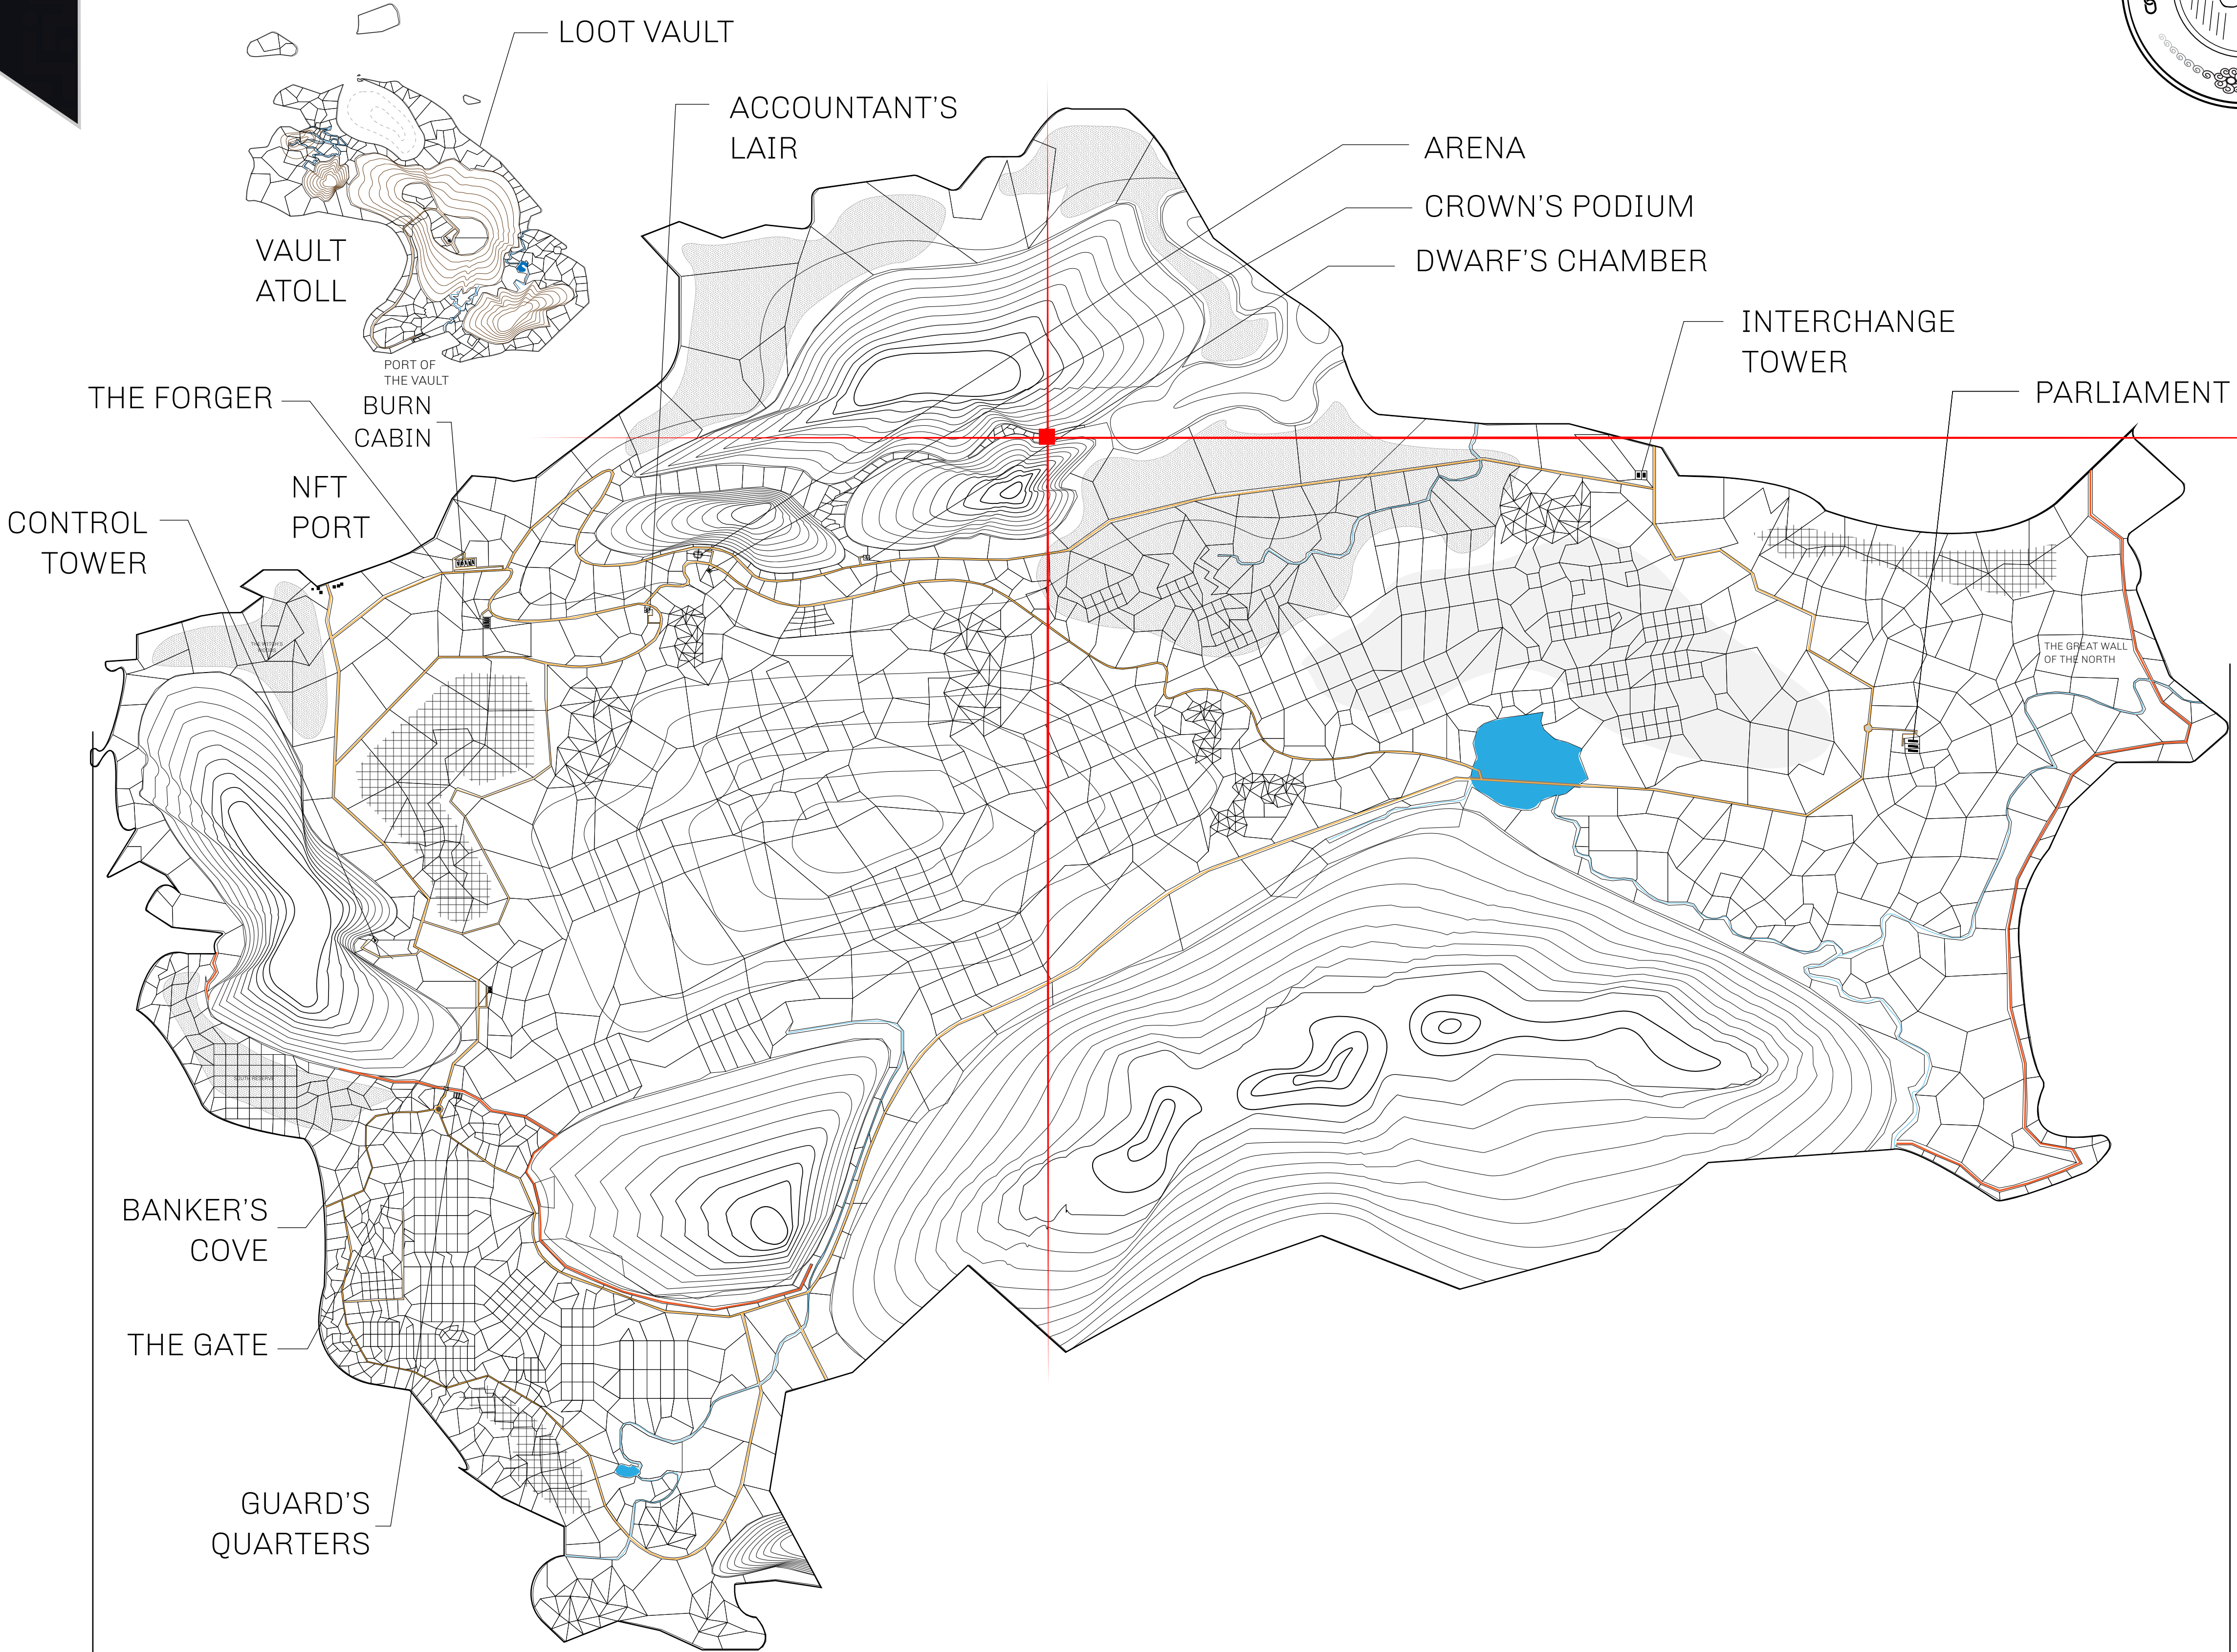 LOOT VAULT
ACCOUNTANT'S
LAIR
ARENA
CROWN'S PODIUM
DWARF'S CHAMBER
VAULT
ATOLL
INTERCHANGE
TOWER
PORT OF
THE VAULT
PARLIAMENT
THE FORGER
BURN
CABIN
NFT
PORT
CONTROL
TOWER
THE GREAT WALL
OF THE NORTH
SOUTH RESERVE
BANKER'S
COVE
THE GATE
GUARD'S
QUARTERS